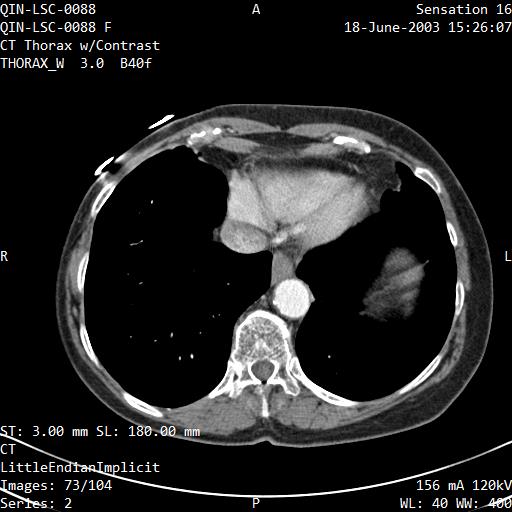 QIN-LSC-0088
A
Sensation 16
QIN-LSC-0088 F
18-June-2003 15:26:07
CT Thorax w/Contrast
THORAX_W 3.0 B40f
R
L
ST: 3.00 mm SL: 180.00 mm
CT
LittleEndianImplicit
Images: 73/104
156 mA 120kV
Series: 2
P
WL: 40 WW: 400